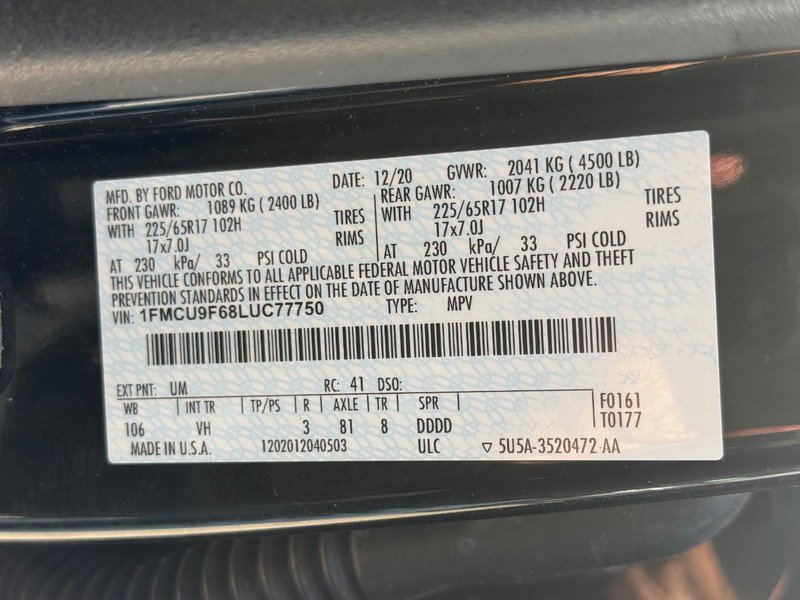 MFD. BY FORD MOTOR CO. DATE: 12/20 GVWR: 2041 KG ( 4500 LB)
FRONT GAWR: 1089 KG ( 2400 LB) REAR GAWR: 1007 KG ( 2220 LB)
WITH 225/65R17 102H TIRES WITH 225/65R17 102H TIRES
17x7.0J RIMS 17x7.0J RIMS
AT 230 kPa/ 33 PSI COLD AT 230 kPa/ 33 PSI COLD
THIS VEHICLE CONFORMS TO ALL APPLICABLE FEDERAL MOTOR VEHICLE SAFETY AND THEFT
PREVENTION STANDARDS IN EFFECT ON THE DATE OF MANUFACTURE SHOWN ABOVE.
VIN: 1FMCU9F68LUC77750 TYPE: MPV
EXT PNT: UM RC: 41 DSO:
WB INT TR TP/PS R AXLE TR SPR F0161
106 VH 3 81 8 DDDD T0177
MADE IN U.S.A. 1202012040503 ULC ▽ 5U5A-3520472-AA